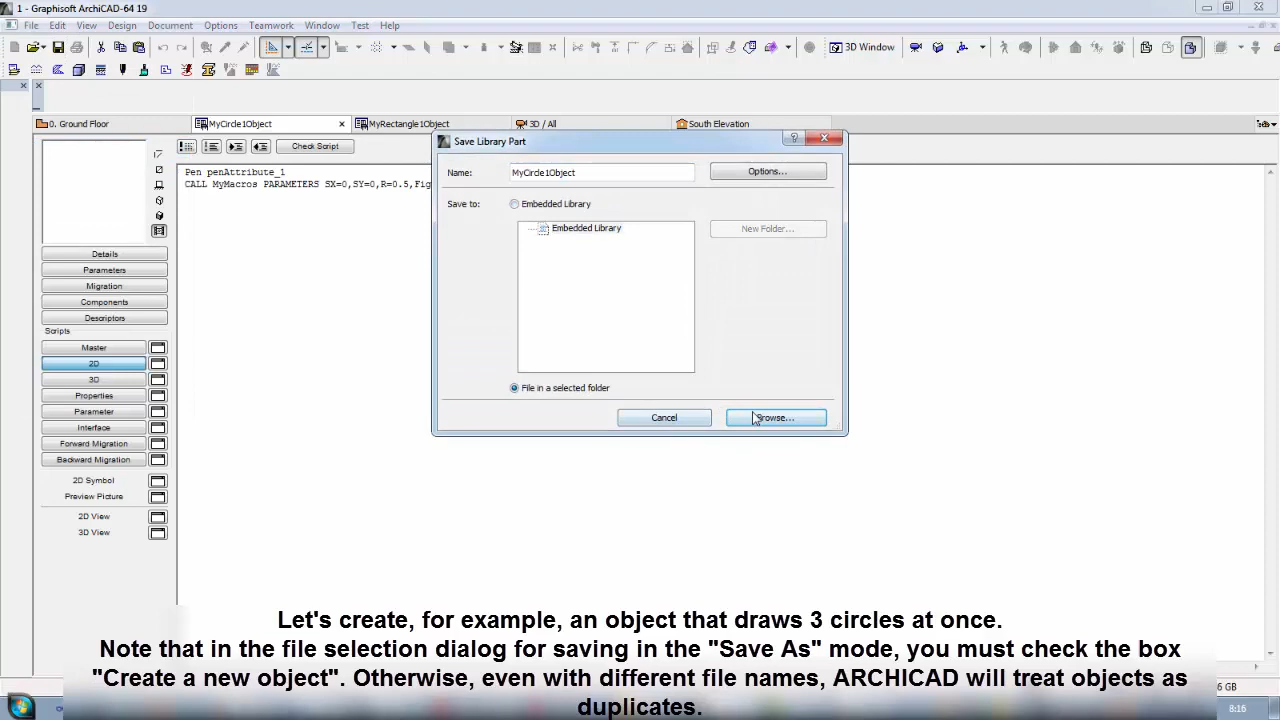 1 - Graphisoft ArchiCAD-64 19
File Edit View Design Document Options Teamwork Window Test Help
3D Window
0. Ground Floor MyCircle1Object MyRectangle1Object 3D / All South Elevation
Save Library Part
Check Script
Name: MyCircle1Object Options...
Pen penAttribute_1
CALL MyMacros PARAMETERS SX=0,SY=0,R=0.5,Fig
Save to: Embedded Library
Embedded Library New Folder...
Details
Parameters
Migration
Components
Descriptors
Scripts
Master
2D
3D
File in a selected folder
Properties
Parameter
Cancel Browse...
Interface
Forward Migration
Backward Migration
2D Symbol
Preview Picture
2D View
3D View
Let's create, for example, an object that draws 3 circles at once.
Note that in the file selection dialog for saving in the "Save As" mode, you must check the box
"Create a new object". Otherwise, even with different file names, ARCHICAD will treat objects as
duplicates.
6 GB
8:16